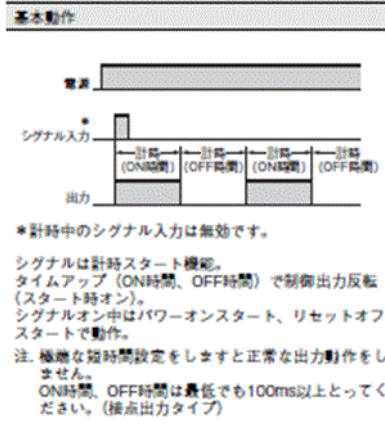 基本動作
電源
*
シグナル入力
計時 計時 計時 計時
(ON時間) (OFF時間) (ON時間) (OFF時間)
出力
*計時中のシグナル入力は無効です。
シグナルは計時スタート機能。
タイムアップ（ON時間、OFF時間）で制御出力反転
(スタート時オン)。
シグナルオン中はパワーオンスタート、リセットオフ
スタートで動作。
注. 極端な短時間設定をしますと正常な出力動作をし
ません。
ON時間、OFF時間は最低でも100ms以上とってく
ださい。(接点出力タイプ)